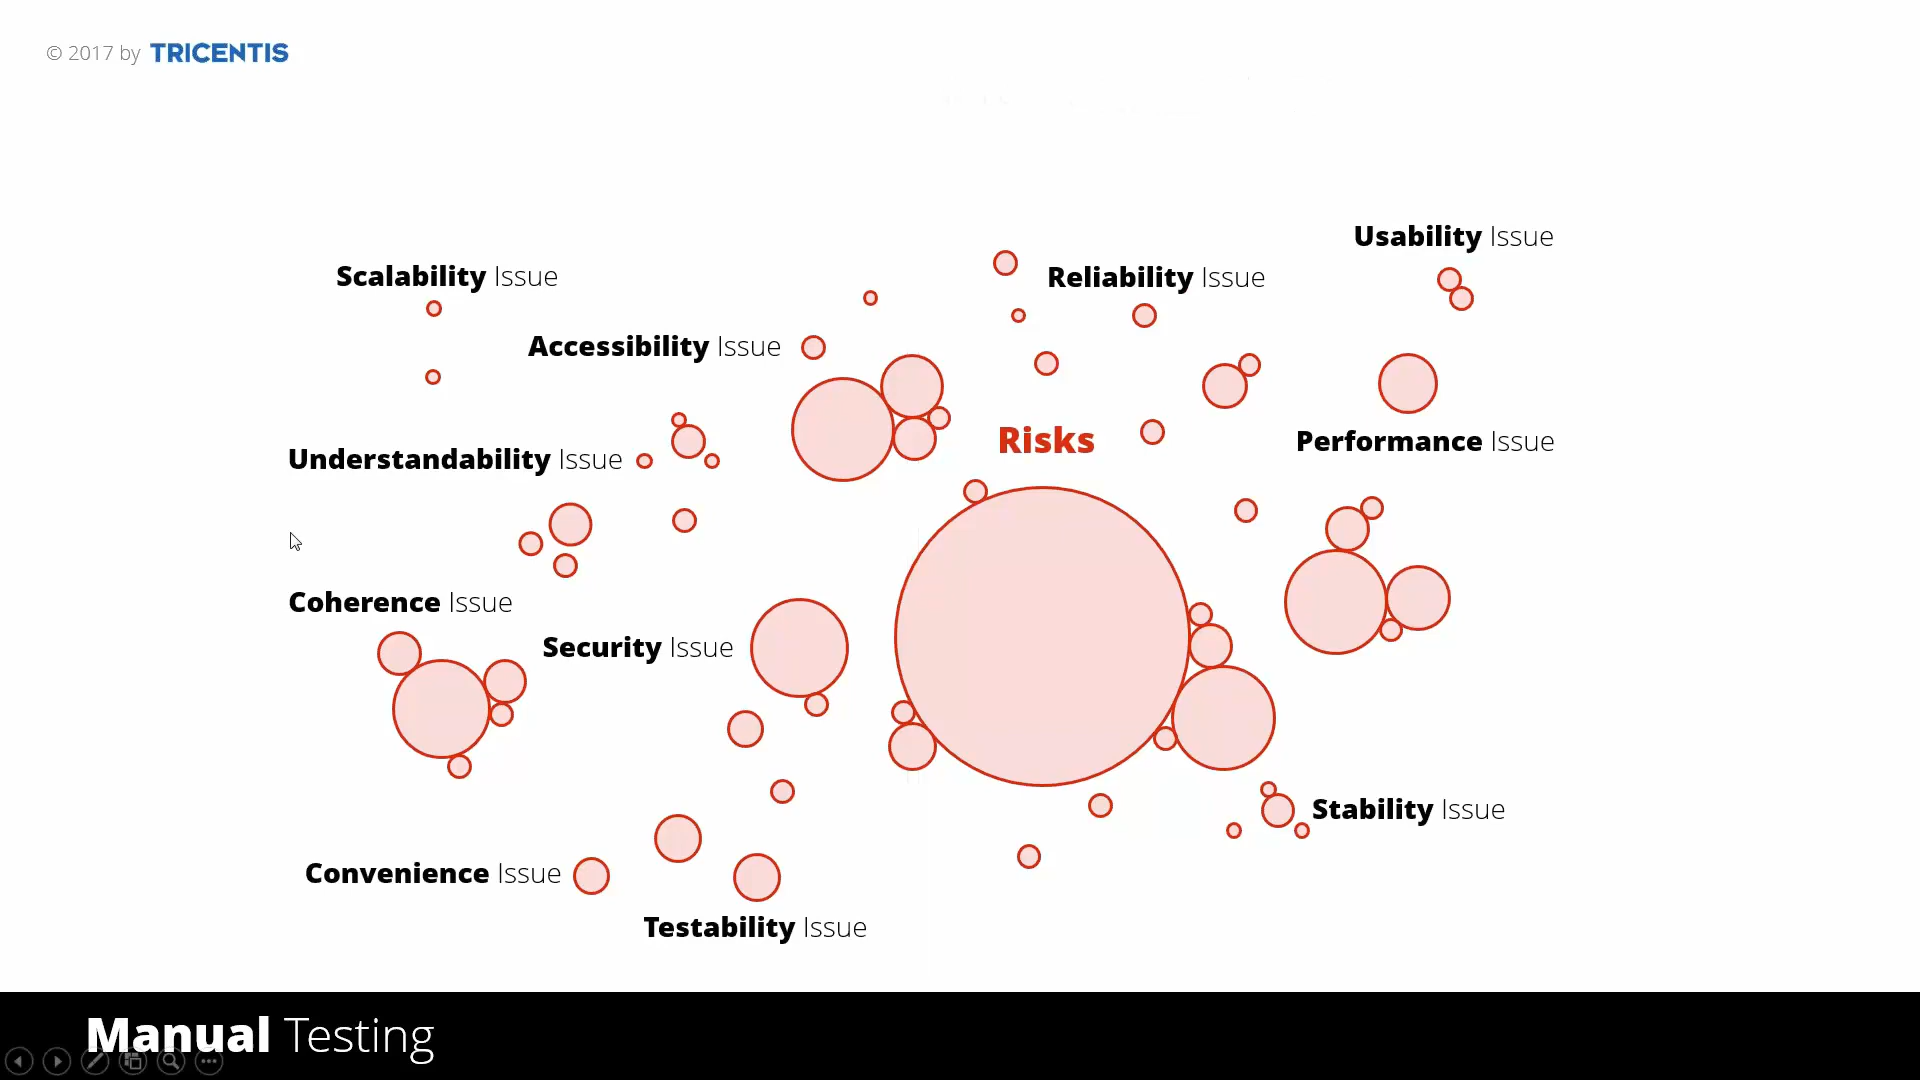 © 2017 by TRICENTIS
Usability Issue
Scalability Issue
Reliability Issue
Accessibility Issue
Risks
Performance Issue
Understandability Issue
Coherence Issue
Security Issue
Stability Issue
Convenience Issue
Testability Issue
Manual Testing